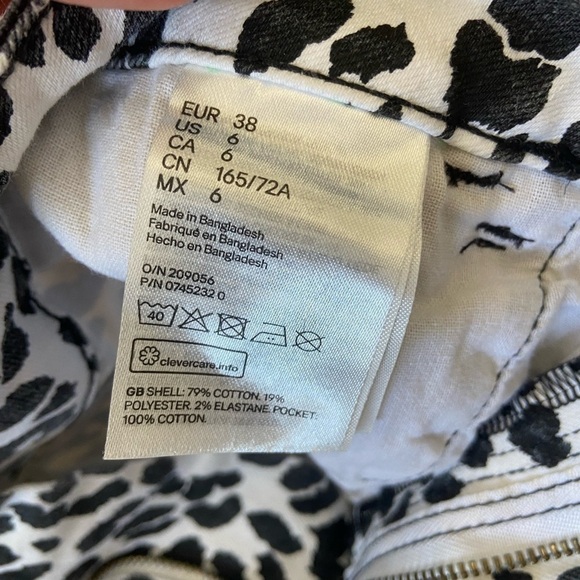 EUR 38
US 6
CA 6
CN 165/72A
MX 6
Made in Bangladesh
Fabriqué en Bangladesh
Hecho en Bangladesh
O/N 209056
P/N 0745232 0
40
clevercare.info
GB SHELL: 79% COTTON. 19%
POLYESTER. 2% ELASTANE. POCKET:
100% COTTON.